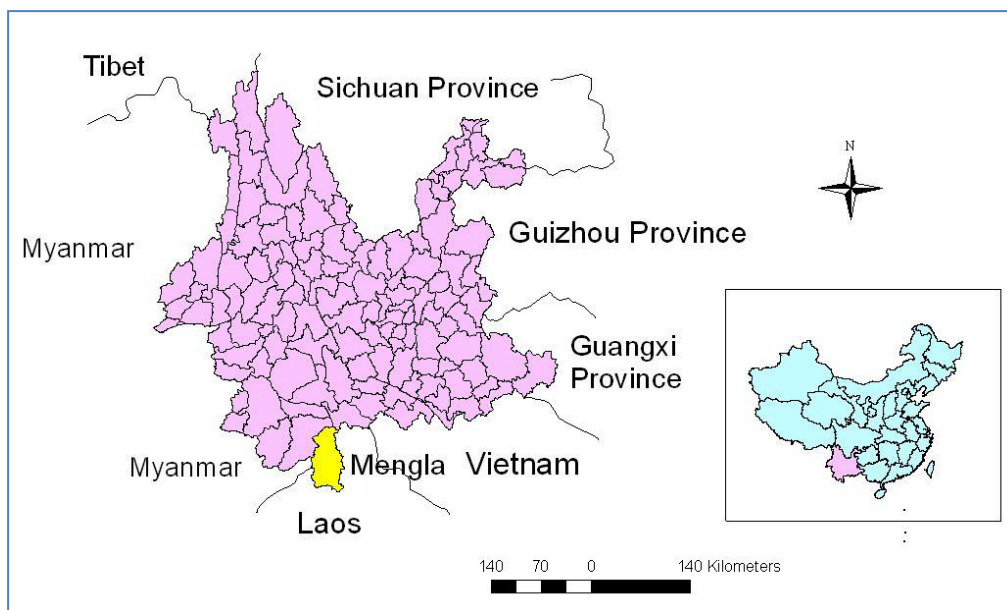 Tibet
Sichuan Province
N
Myanmar
Guizhou Province
Guangxi
Province
Myanmar
Mengla
Vietnam
Laos
140 70 0 140 Kilometers